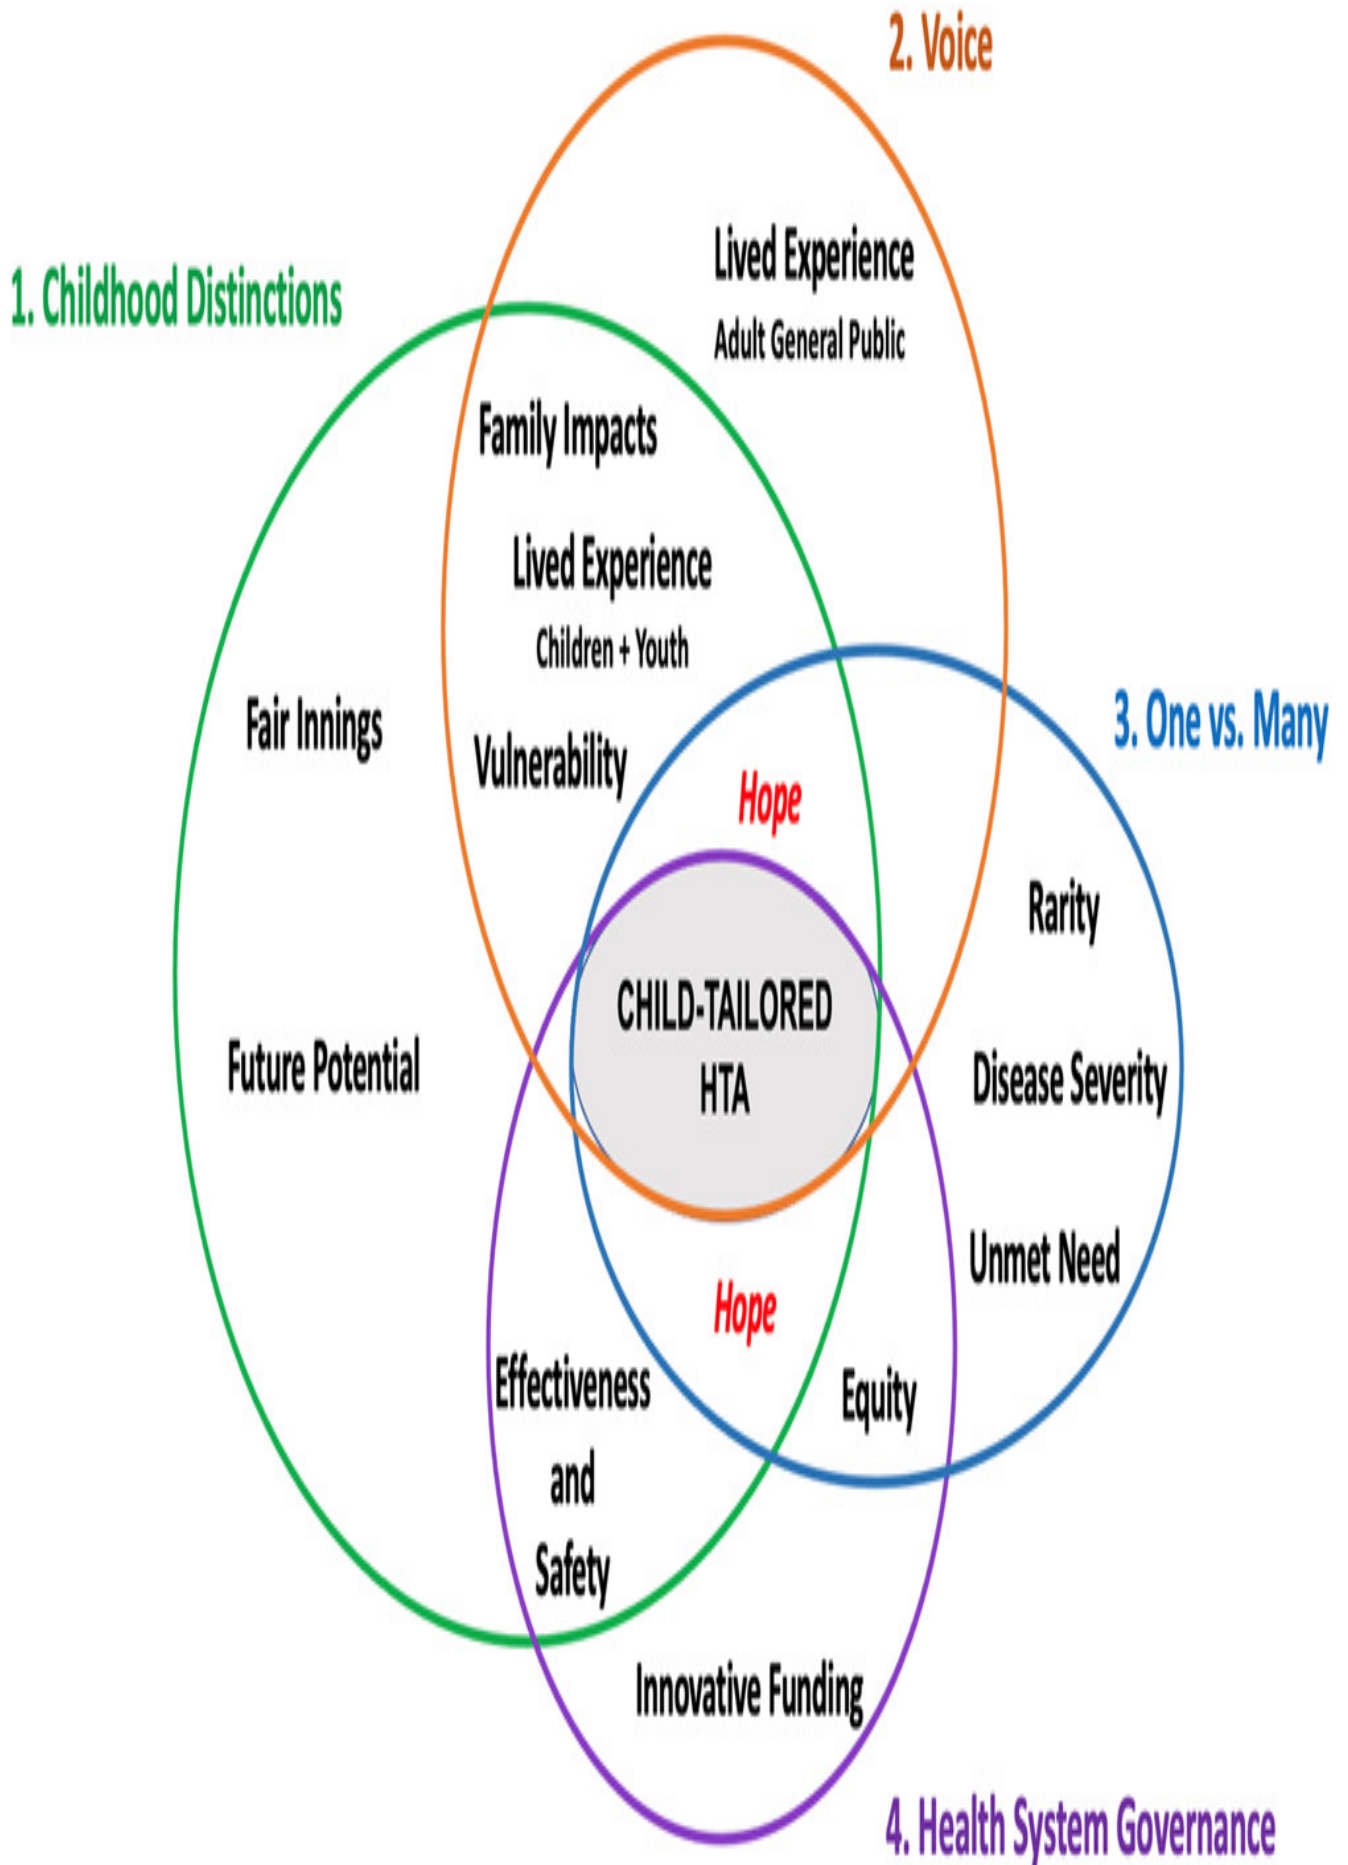 2. Voice
Lived Experience
Adult General Public
1. Childhood Distinctions
Family Impacts
Lived Experience
Children + Youth
Fair Innings
Vulnerability
3. One vs. Many
Hope
Rarity
CHILD-TAILORED
HTA
Future Potential
Disease Severity
Unmet Need
Hope
Effectiveness
and
Safety
Equity
Innovative Funding
4. Health System Governance